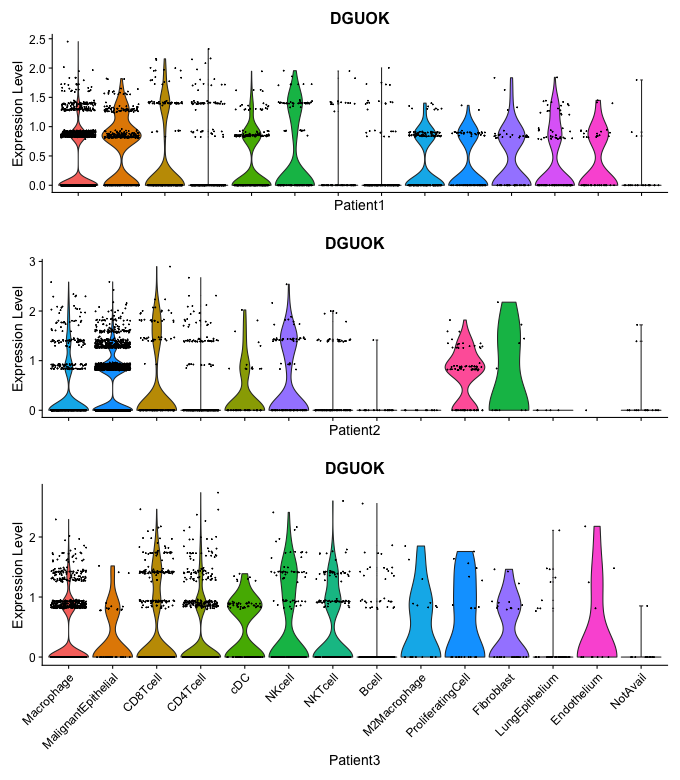 DGUOK
2.5
2.0
1.5
1.0
0.5
0.0
Expression Level
Patient1
DGUOK
3
2
1
0
Expression Level
Patient2
DGUOK
2
1
0
Expression Level
Macrophage
MalignantEpithelial
CD8Tcell
CD4Tcell
cDC
NKcell
NKTcell
Bcell
M2Macrophage
ProliferatingCell
Fibroblast
LungEpithelium
Endothelium
NotAvail
Patient3